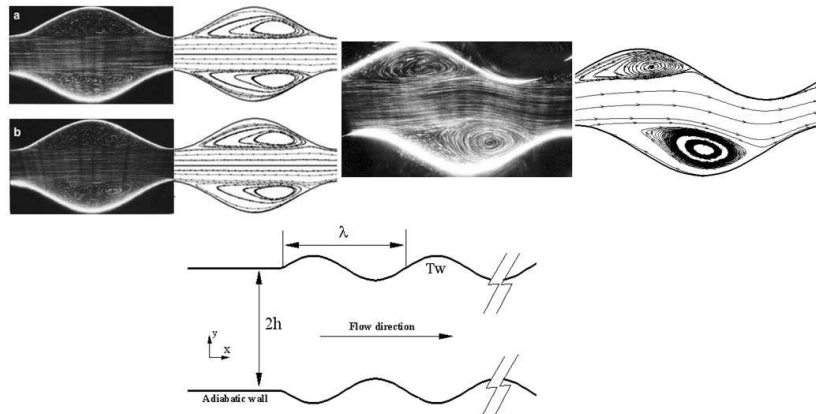 a
b
λ
Tw
2h
Flow direction
y
x
Adiabatic wall